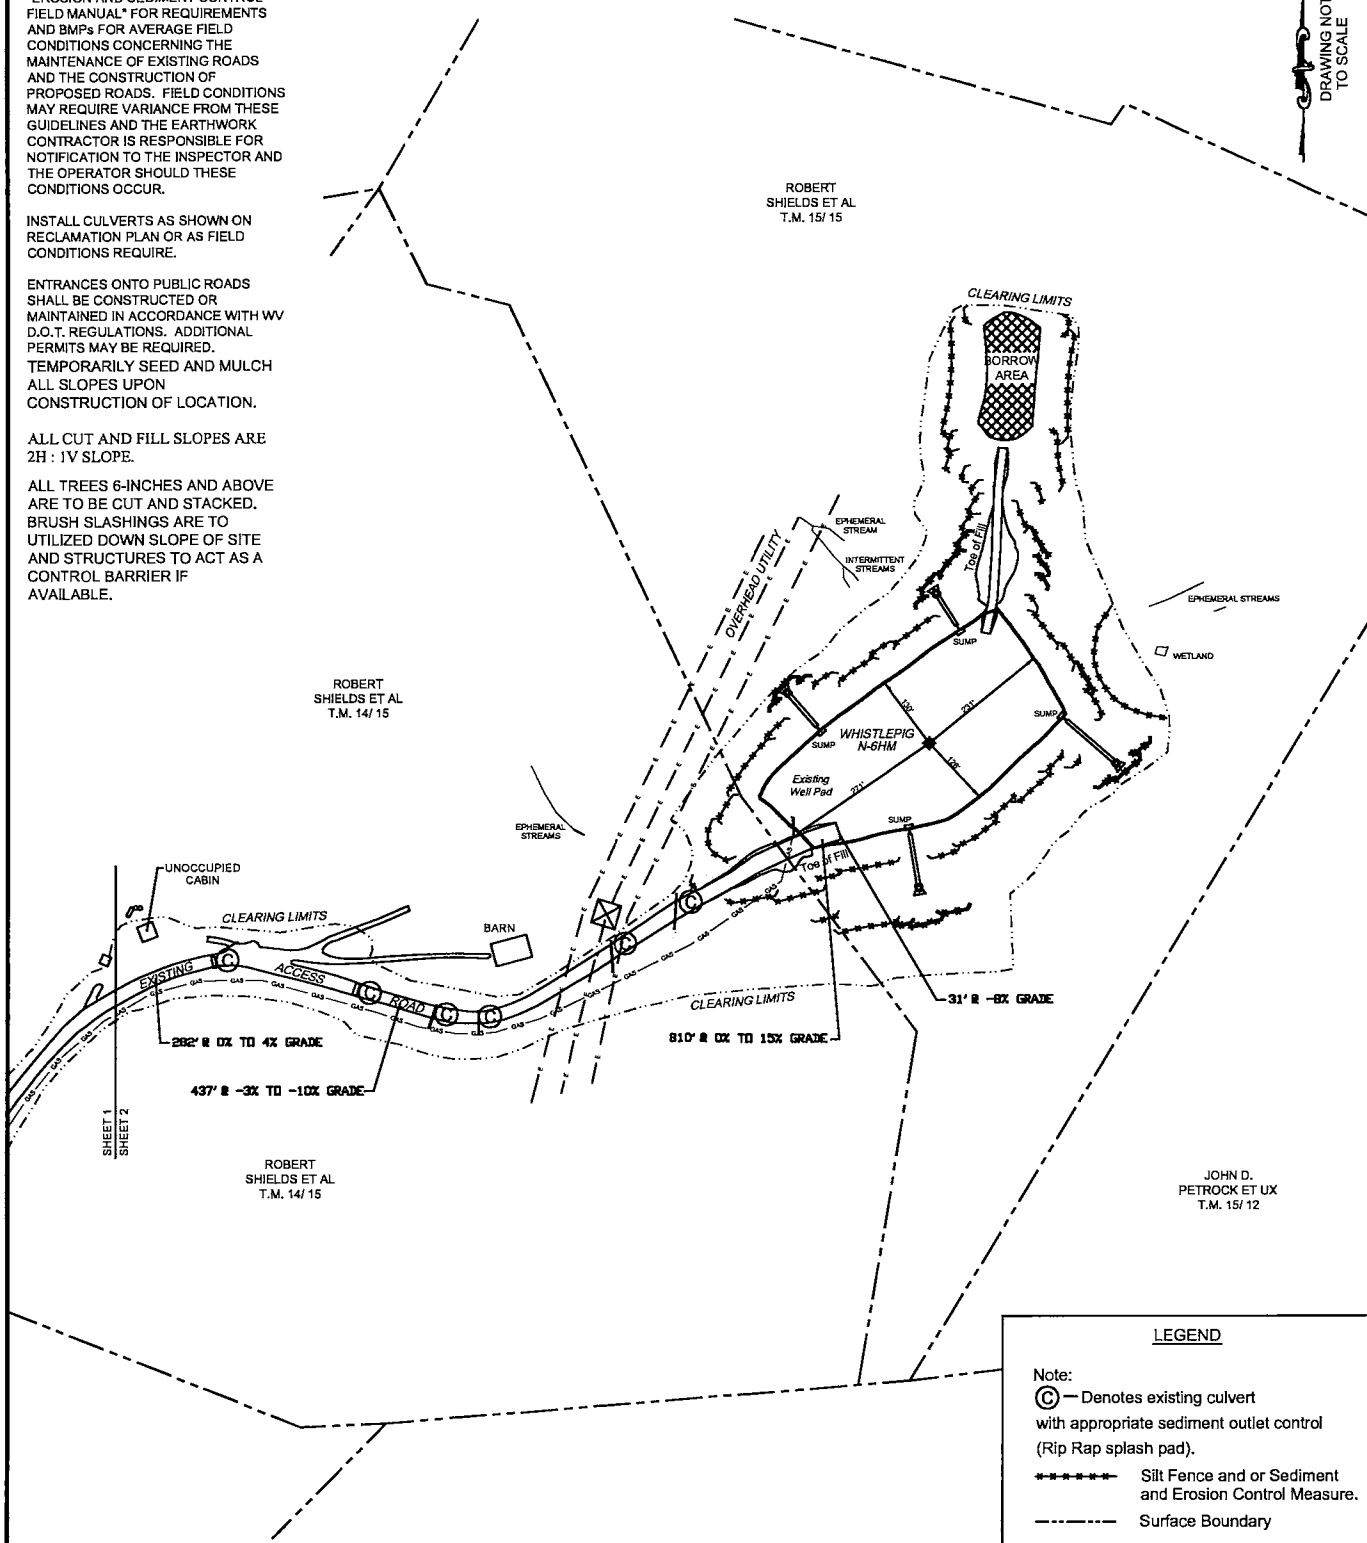 "EROSION AND SEDIMENT CONTROL
FIELD MANUAL" FOR REQUIREMENTS
AND BMPs FOR AVERAGE FIELD
CONDITIONS CONCERNING THE
MAINTENANCE OF EXISTING ROADS
AND THE CONSTRUCTION OF
PROPOSED ROADS. FIELD CONDITIONS
MAY REQUIRE VARIANCE FROM THESE
GUIDELINES AND THE EARTHWORK
CONTRACTOR IS RESPONSIBLE FOR
NOTIFICATION TO THE INSPECTOR AND
THE OPERATOR SHOULD THESE
CONDITIONS OCCUR.
INSTALL CULVERTS AS SHOWN ON
RECLAMATION PLAN OR AS FIELD
CONDITIONS REQUIRE.
ENTRANCES ONTO PUBLIC ROADS
SHALL BE CONSTRUCTED OR
MAINTAINED IN ACCORDANCE WITH WV
D.O.T. REGULATIONS. ADDITIONAL
PERMITS MAY BE REQUIRED.
TEMPORARILY SEED AND MULCH
ALL SLOPES UPON
CONSTRUCTION OF LOCATION.
ALL CUT AND FILL SLOPES ARE
2H : 1V SLOPE.
ALL TREES 6-INCHES AND ABOVE
ARE TO BE CUT AND STACKED.
BRUSH SLASHINGS ARE TO
UTILIZED DOWN SLOPE OF SITE
AND STRUCTURES TO ACT AS A
CONTROL BARRIER IF
AVAILABLE.
DRAWING NOT
TO SCALE
ROBERT
SHIELDS ET AL
T.M. 15/ 15
CLEARING LIMITS
BORROW
AREA
Toe of Fill
EPHEMERAL
STREAM
INTERMITTENT
STREAMS
OVERHEAD UTILITY
EPHEMERAL STREAMS
WETLAND
SUMP
SUMP
SUMP
SUMP
130'
231'
WHISTLEPIG
N-6HM
Existing
Well Pad
271'
128'
ROBERT
SHIELDS ET AL
T.M. 14/ 15
EPHEMERAL
STREAMS
Toe of Fill
UNOCCUPIED
CABIN
CLEARING LIMITS
BARN
EXISTING
ACCESS
ROAD
C
C
C
C
C
C
GAS
CLEARING LIMITS
31' @ -8% GRADE
282' @ 0% TO 4% GRADE
810' @ 0% TO 15% GRADE
437' @ -3% TO -10% GRADE
SHEET 1
SHEET 2
ROBERT
SHIELDS ET AL
T.M. 14/ 15
JOHN D.
PETROCK ET UX
T.M. 15/ 12
LEGEND
Note:
C — Denotes existing culvert
with appropriate sediment outlet control
(Rip Rap splash pad).
Silt Fence and or Sediment
and Erosion Control Measure.
Surface Boundary